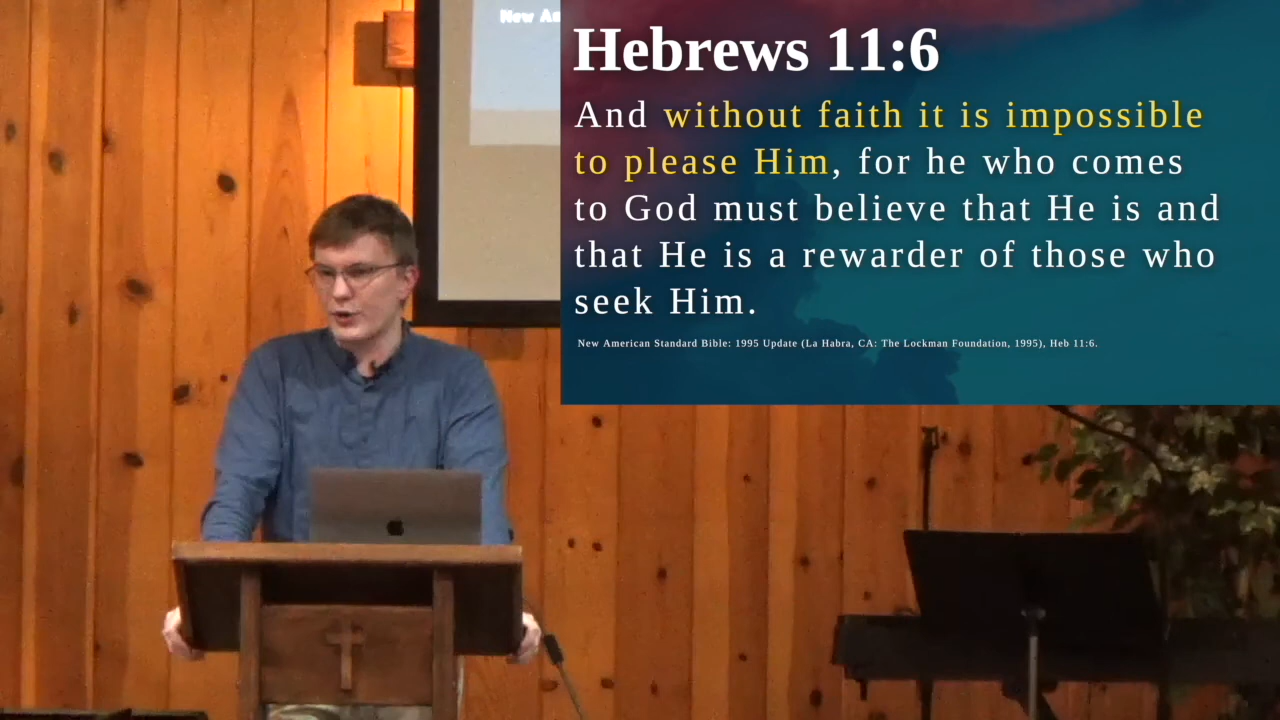 New Am
Hebrews 11:6
And without faith it is impossible
to please Him, for he who comes
to God must believe that He is and
that He is a rewarder of those who
seek Him.
New American Standard Bible: 1995 Update (La Habra, CA: The Lockman Foundation, 1995), Heb 11:6.